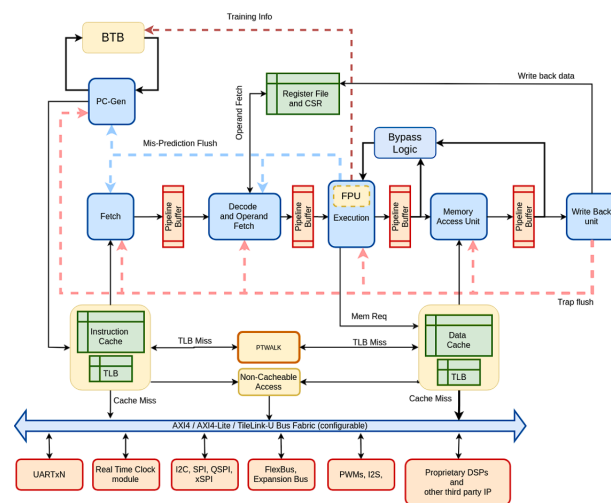 Training Info
BTB
Write back data
PC-Gen
Register File
and CSR
Operand Fetch
Mis-Prediction Flush
Bypass
Logic
FPU
Fetch
Pipeline
Buffer
Decode
and Operand
Fetch
Pipeline
Buffer
Execution
Pipeline
Buffer
Memory
Access Unit
Pipeline
Buffer
Write Back
unit
Trap flush
Mem Req
Instruction
Cache
TLB
TLB Miss
PTWALK
TLB Miss
Data
Cache
TLB
Non-Cacheable
Access
Cache Miss
Cache Miss
AXI4 / AXI4-Lite / TileLink-U Bus Fabric (configurable)
UARTxN
Real Time Clock
module
I2C, SPI, QSPI,
xSPI
FlexBus,
Expansion Bus
PWMs, I2S,
Proprietary DSPs
and
other third party IP